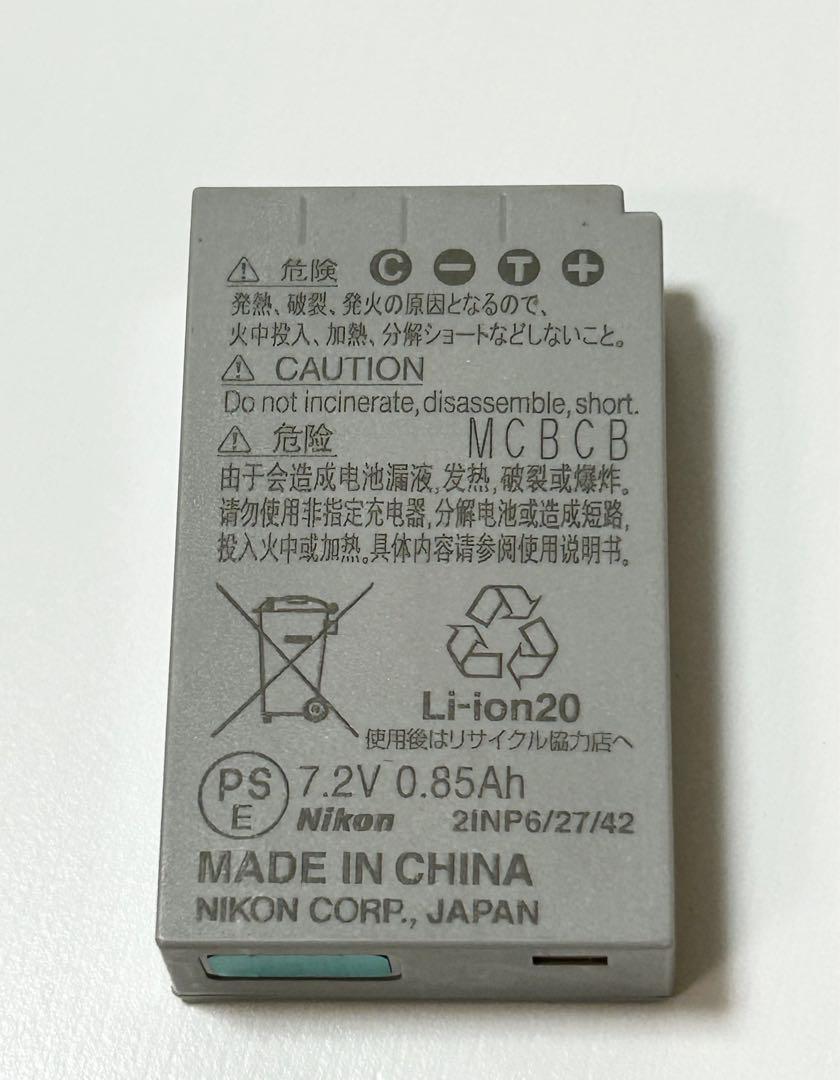 ⚠ 危険 C − T +
発熱、破裂、発火の原因となるので、
火中投入、加熱、分解ショートなどしないこと。
⚠ CAUTION
Do not incinerate, disassemble, short.
⚠ 危险 MCBCB
由于会造成电池漏液,发热,破裂或爆炸。
请勿使用非指定充电器,分解电池或造成短路,
投入火中或加热。具体内容请参阅使用说明书。
Li-ion20
使用後はリサイクル協力店へ
PS E 7.2V 0.85Ah
Nikon 2INP6/27/42
MADE IN CHINA
NIKON CORP., JAPAN